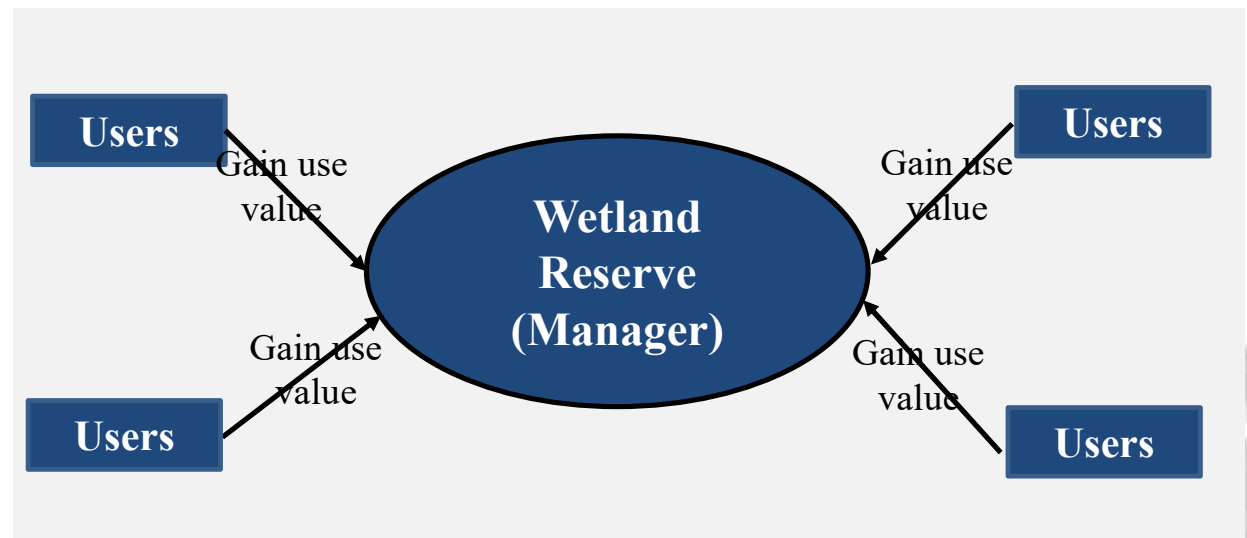 Users
Users
Gain use
value
Gain use
value
Wetland
Reserve
(Manager)
Gain use
value
Gain use
value
Users
Users